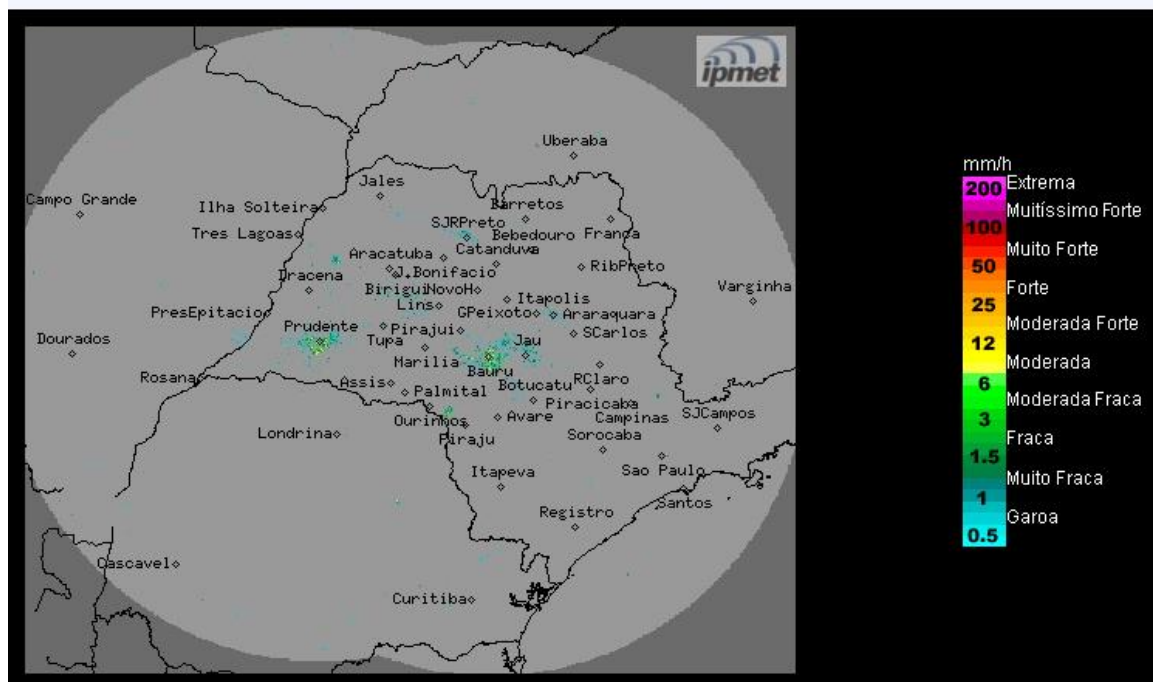 ipmet
Uberaba
Jales
Campo Grande
Ilha Solteira
Barretos
SJRPreto
Tres Lagoas
Bebedouro Franca
Catanduva
Aracatuba
J.Bonifacio
RibPreto
Dracena
BiriguiNovoH
Varginha
Lins
Itapolis
PresEpitacio
GPeixoto
Araraquara
Prudente
Pirajui
SCarlos
Dourados
Tupa
Jau
Marilia
Bauru
Rosana
Assis
Botucatu
RClaro
Palmital
Piracicaba
Ourinhos
Avare
Campinas
SJCampos
Londrina
Piraju
Sorocaba
Itapeva
Sao Paulo
Santos
Registro
Cascavel
Curitiba
mm/h
200 Extrema
Muitíssimo Forte
100
Muito Forte
50
Forte
25
Moderada Forte
12
Moderada
6
Moderada Fraca
3
Fraca
1.5
Muito Fraca
1
Garoa
0.5